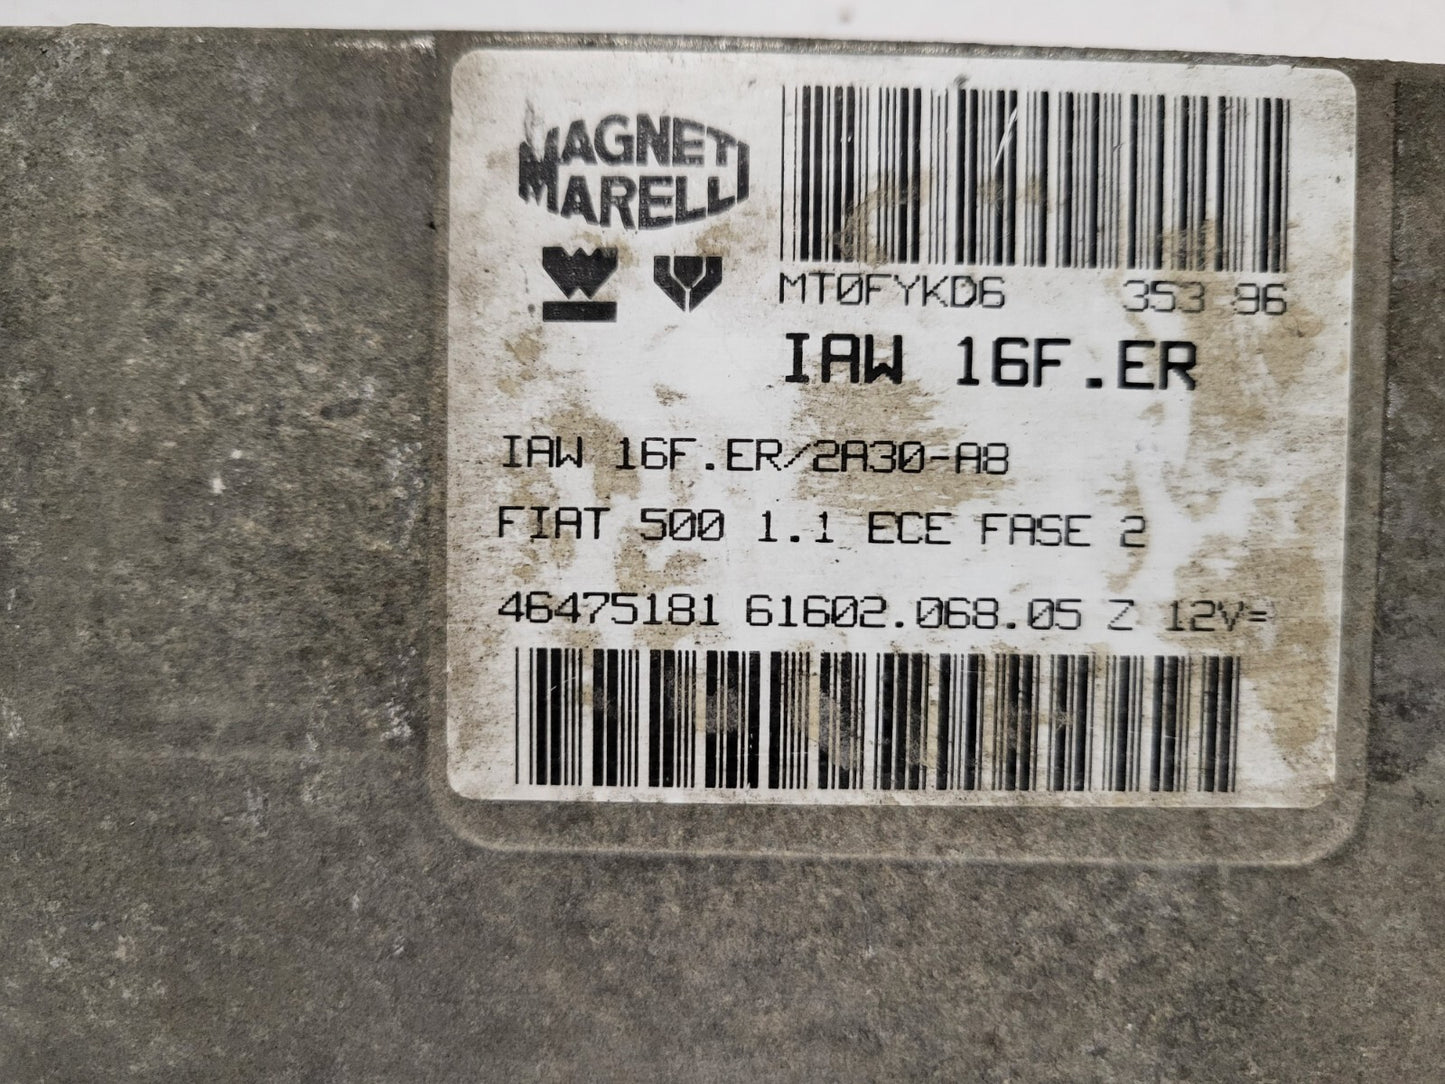 MAGNETI
MARELLI
MT0FYKD6 353 96
IAW 16F.ER
IAW 16F.ER/2A30-A8
FIAT 500 1.1 ECE FASE 2
46475181 61602.068.05 Z 12V=